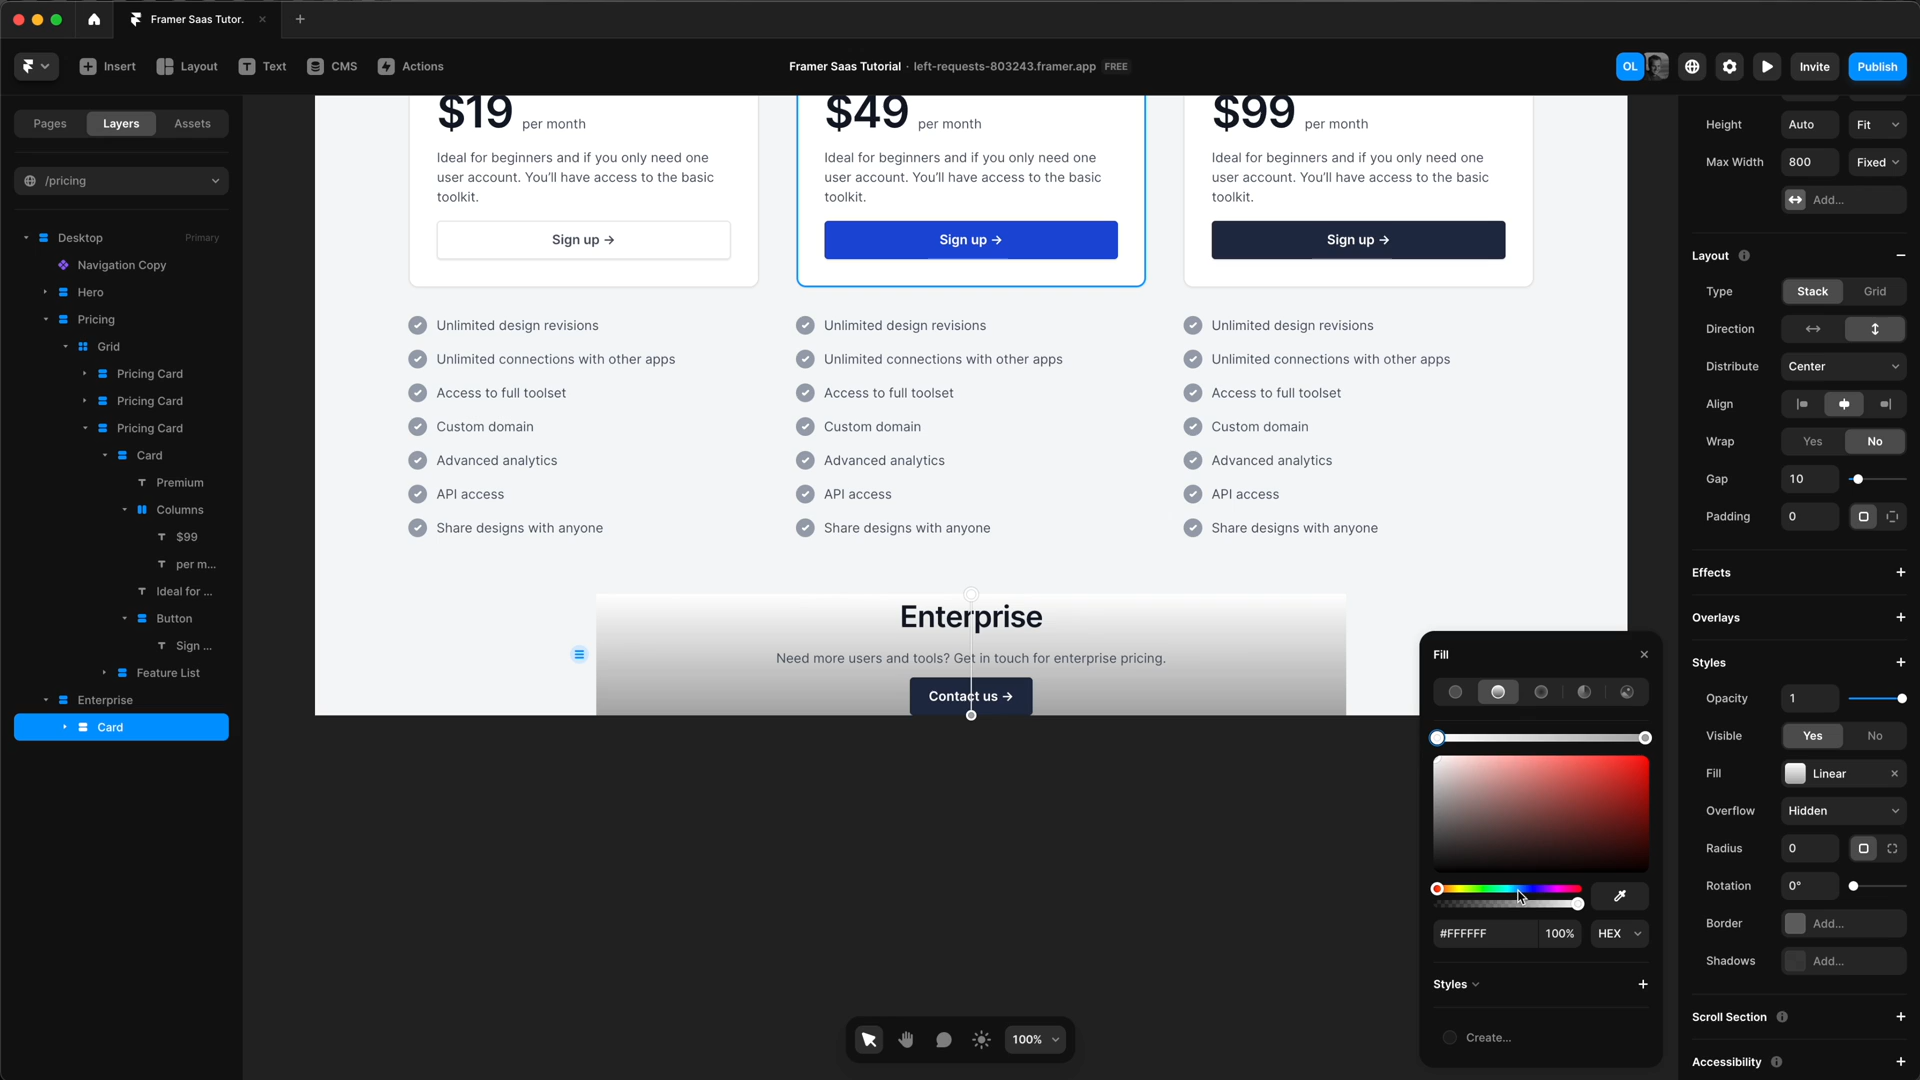 Framer Saas Tutor.
Insert
Layout
Text
CMS
Actions
Framer Saas Tutorial · left-requests-803243.framer.app FREE
OL
Invite
Publish
Pages
Layers
Assets
/pricing
Desktop Primary
Navigation Copy
Hero
Pricing
Grid
Pricing Card
Pricing Card
Pricing Card
Card
Premium
Columns
$99
per m...
Ideal for ...
Button
Sign ...
Feature List
Enterprise
Card
$19 per month
Ideal for beginners and if you only need one
user account. You'll have access to the basic
toolkit.
Sign up →
Unlimited design revisions
Unlimited connections with other apps
Access to full toolset
Custom domain
Advanced analytics
API access
Share designs with anyone
$49 per month
Ideal for beginners and if you only need one
user account. You'll have access to the basic
toolkit.
Sign up →
Unlimited design revisions
Unlimited connections with other apps
Access to full toolset
Custom domain
Advanced analytics
API access
Share designs with anyone
$99 per month
Ideal for beginners and if you only need one
user account. You'll have access to the basic
toolkit.
Sign up →
Unlimited design revisions
Unlimited connections with other apps
Access to full toolset
Custom domain
Advanced analytics
API access
Share designs with anyone
Enterprise
Need more users and tools? Get in touch for enterprise pricing.
Contact us →
100%
Fill
#FFFFFF 100% HEX
Styles
Create...
Height Auto Fit
Max Width 800 Fixed
Add...
Layout
Type Stack Grid
Direction
Distribute Center
Align
Wrap Yes No
Gap 10
Padding 0
Effects
Overlays
Styles
Opacity 1
Visible Yes No
Fill Linear
Overflow Hidden
Radius 0
Rotation 0°
Border Add...
Shadows Add...
Scroll Section
Accessibility